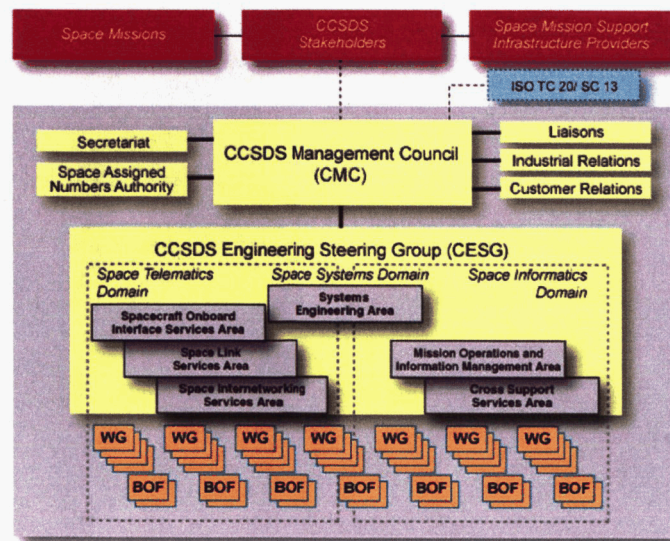 Space Missions
CCSDS
Stakeholders
Space Mission Support
Infrastructure Providers
ISO TC 20/ SC 13
Secretariat
Space Assigned
Numbers Authority
CCSDS Management Council
(CMC)
Liaisons
Industrial Relations
Customer Relations
CCSDS Engineering Steering Group (CESG)
Space Telematics
Domain
Space Systems Domain
Space Informatics
Domain
Systems
Engineering Area
Spacecraft Onboard
Interface Services Area
Space Link
Services Area
Space Internetworking
Services Area
Mission Operations and
Information Management Area
Cross Support
Services Area
WG WG WG WG WG WG WG
BOF BOF BOF BOF BOF BOF BOF